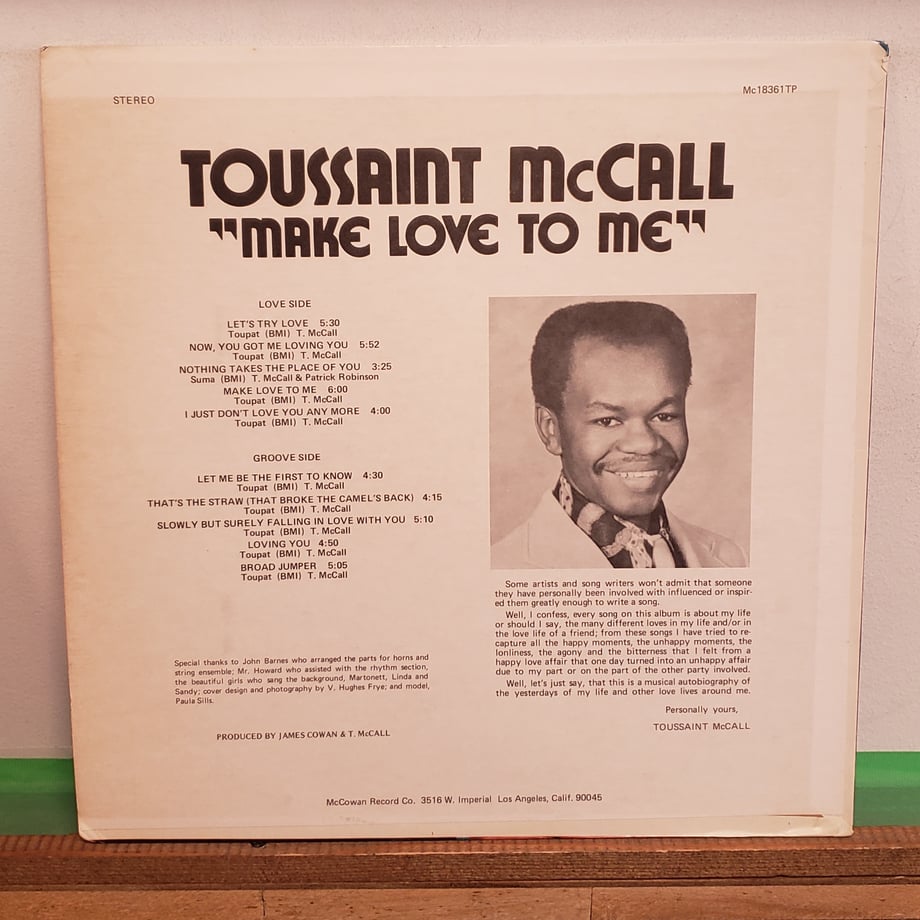 STEREO
Mc18361TP
TOUSSAINT McCALL
"MAKE LOVE TO ME"
LOVE SIDE
LET'S TRY LOVE 5:30
Toupat (BMI) T. McCall
NOW, YOU GOT ME LOVING YOU 5:52
Toupat (BMI) T. McCall
NOTHING TAKES THE PLACE OF YOU 3:25
Suma (BMI) T. McCall & Patrick Robinson
MAKE LOVE TO ME 6:00
Toupat (BMI) T. McCall
I JUST DON'T LOVE YOU ANY MORE 4:00
Toupat (BMI) T. McCall
GROOVE SIDE
LET ME BE THE FIRST TO KNOW 4:30
Toupat (BMI) T. McCall
THAT'S THE STRAW (THAT BROKE THE CAMEL'S BACK) 4:15
Toupat (BMI) T. McCall
SLOWLY BUT SURELY FALLING IN LOVE WITH YOU 5:10
Toupat (BMI) T. McCall
LOVING YOU 4:50
Toupat (BMI) T. McCall
BROAD JUMPER 5:05
Toupat (BMI) T. McCall
Special thanks to John Barnes who arranged the parts for horns and
string ensemble; Mr. Howard who assisted with the rhythm section,
the beautiful girls who sang the background, Martonett, Linda and
Sandy; cover design and photography by V. Hughes Frye; and model,
Paula Sills.
PRODUCED BY JAMES COWAN & T. McCALL
Some artists and song writers won't admit that someone
they have personally been involved with influenced or inspir-
ed them greatly enough to write a song.
Well, I confess, every song on this album is about my life
or should I say, the many different loves in my life and/or in
the love life of a friend; from these songs I have tried to re-
capture all the happy moments, the unhappy moments, the
lonliness, the agony and the bitterness that I felt from a
happy love affair that one day turned into an unhappy affair
due to my part or on the part of the other party involved.
Well, let's just say, that this is a musical autobiography of
the yesterdays of my life and other love lives around me.
Personally yours,
TOUSSAINT McCALL
McCowan Record Co. 3516 W. Imperial Los Angeles, Calif. 90045